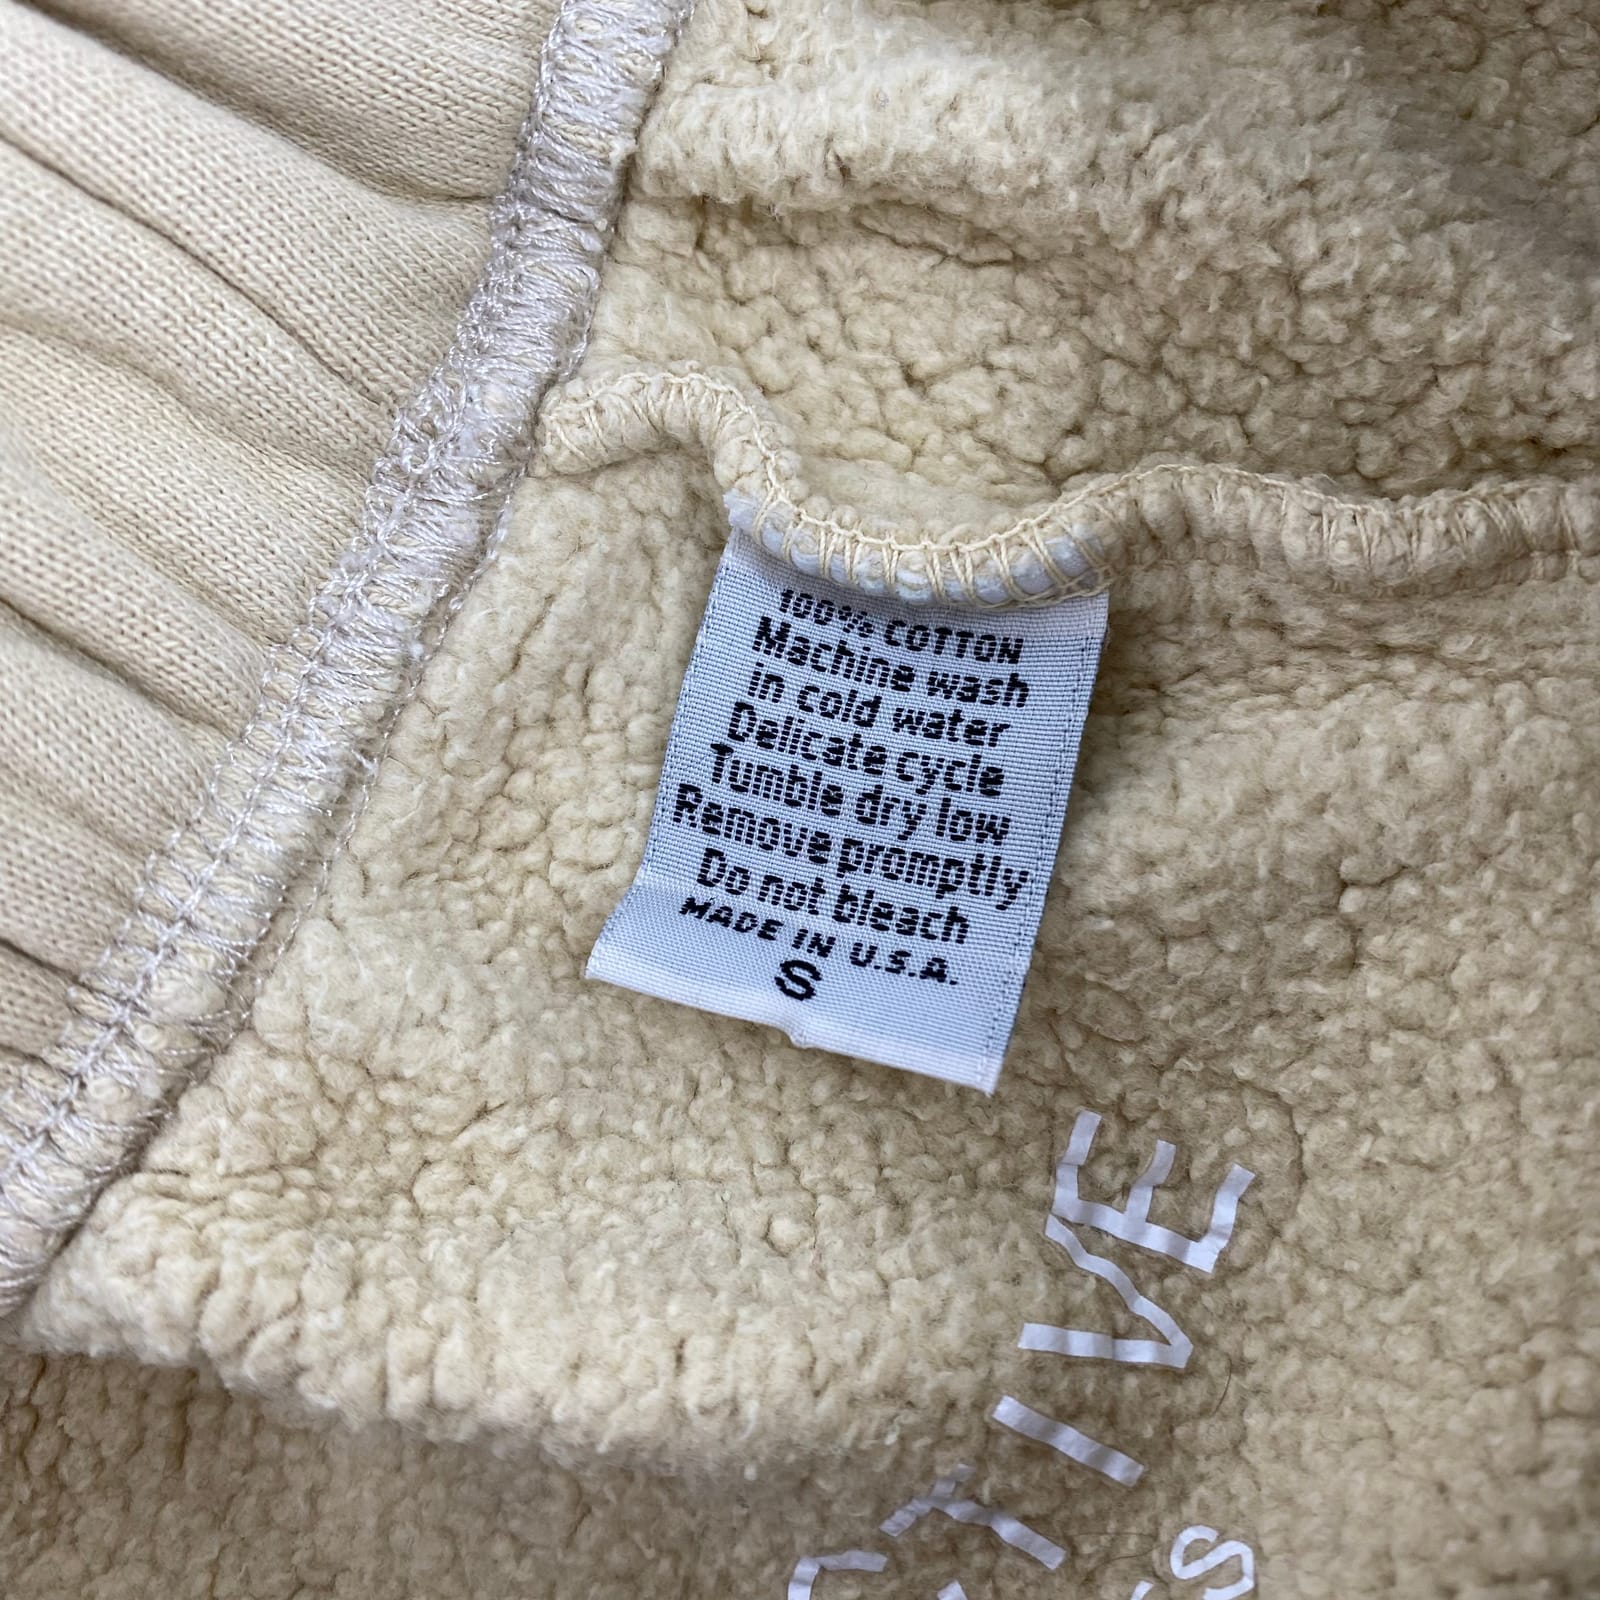 100% COTTON
Machine wash
in cold water
Delicate cycle
Tumble dry low
Remove promptly
Do not bleach
MADE IN U.S.A.
S